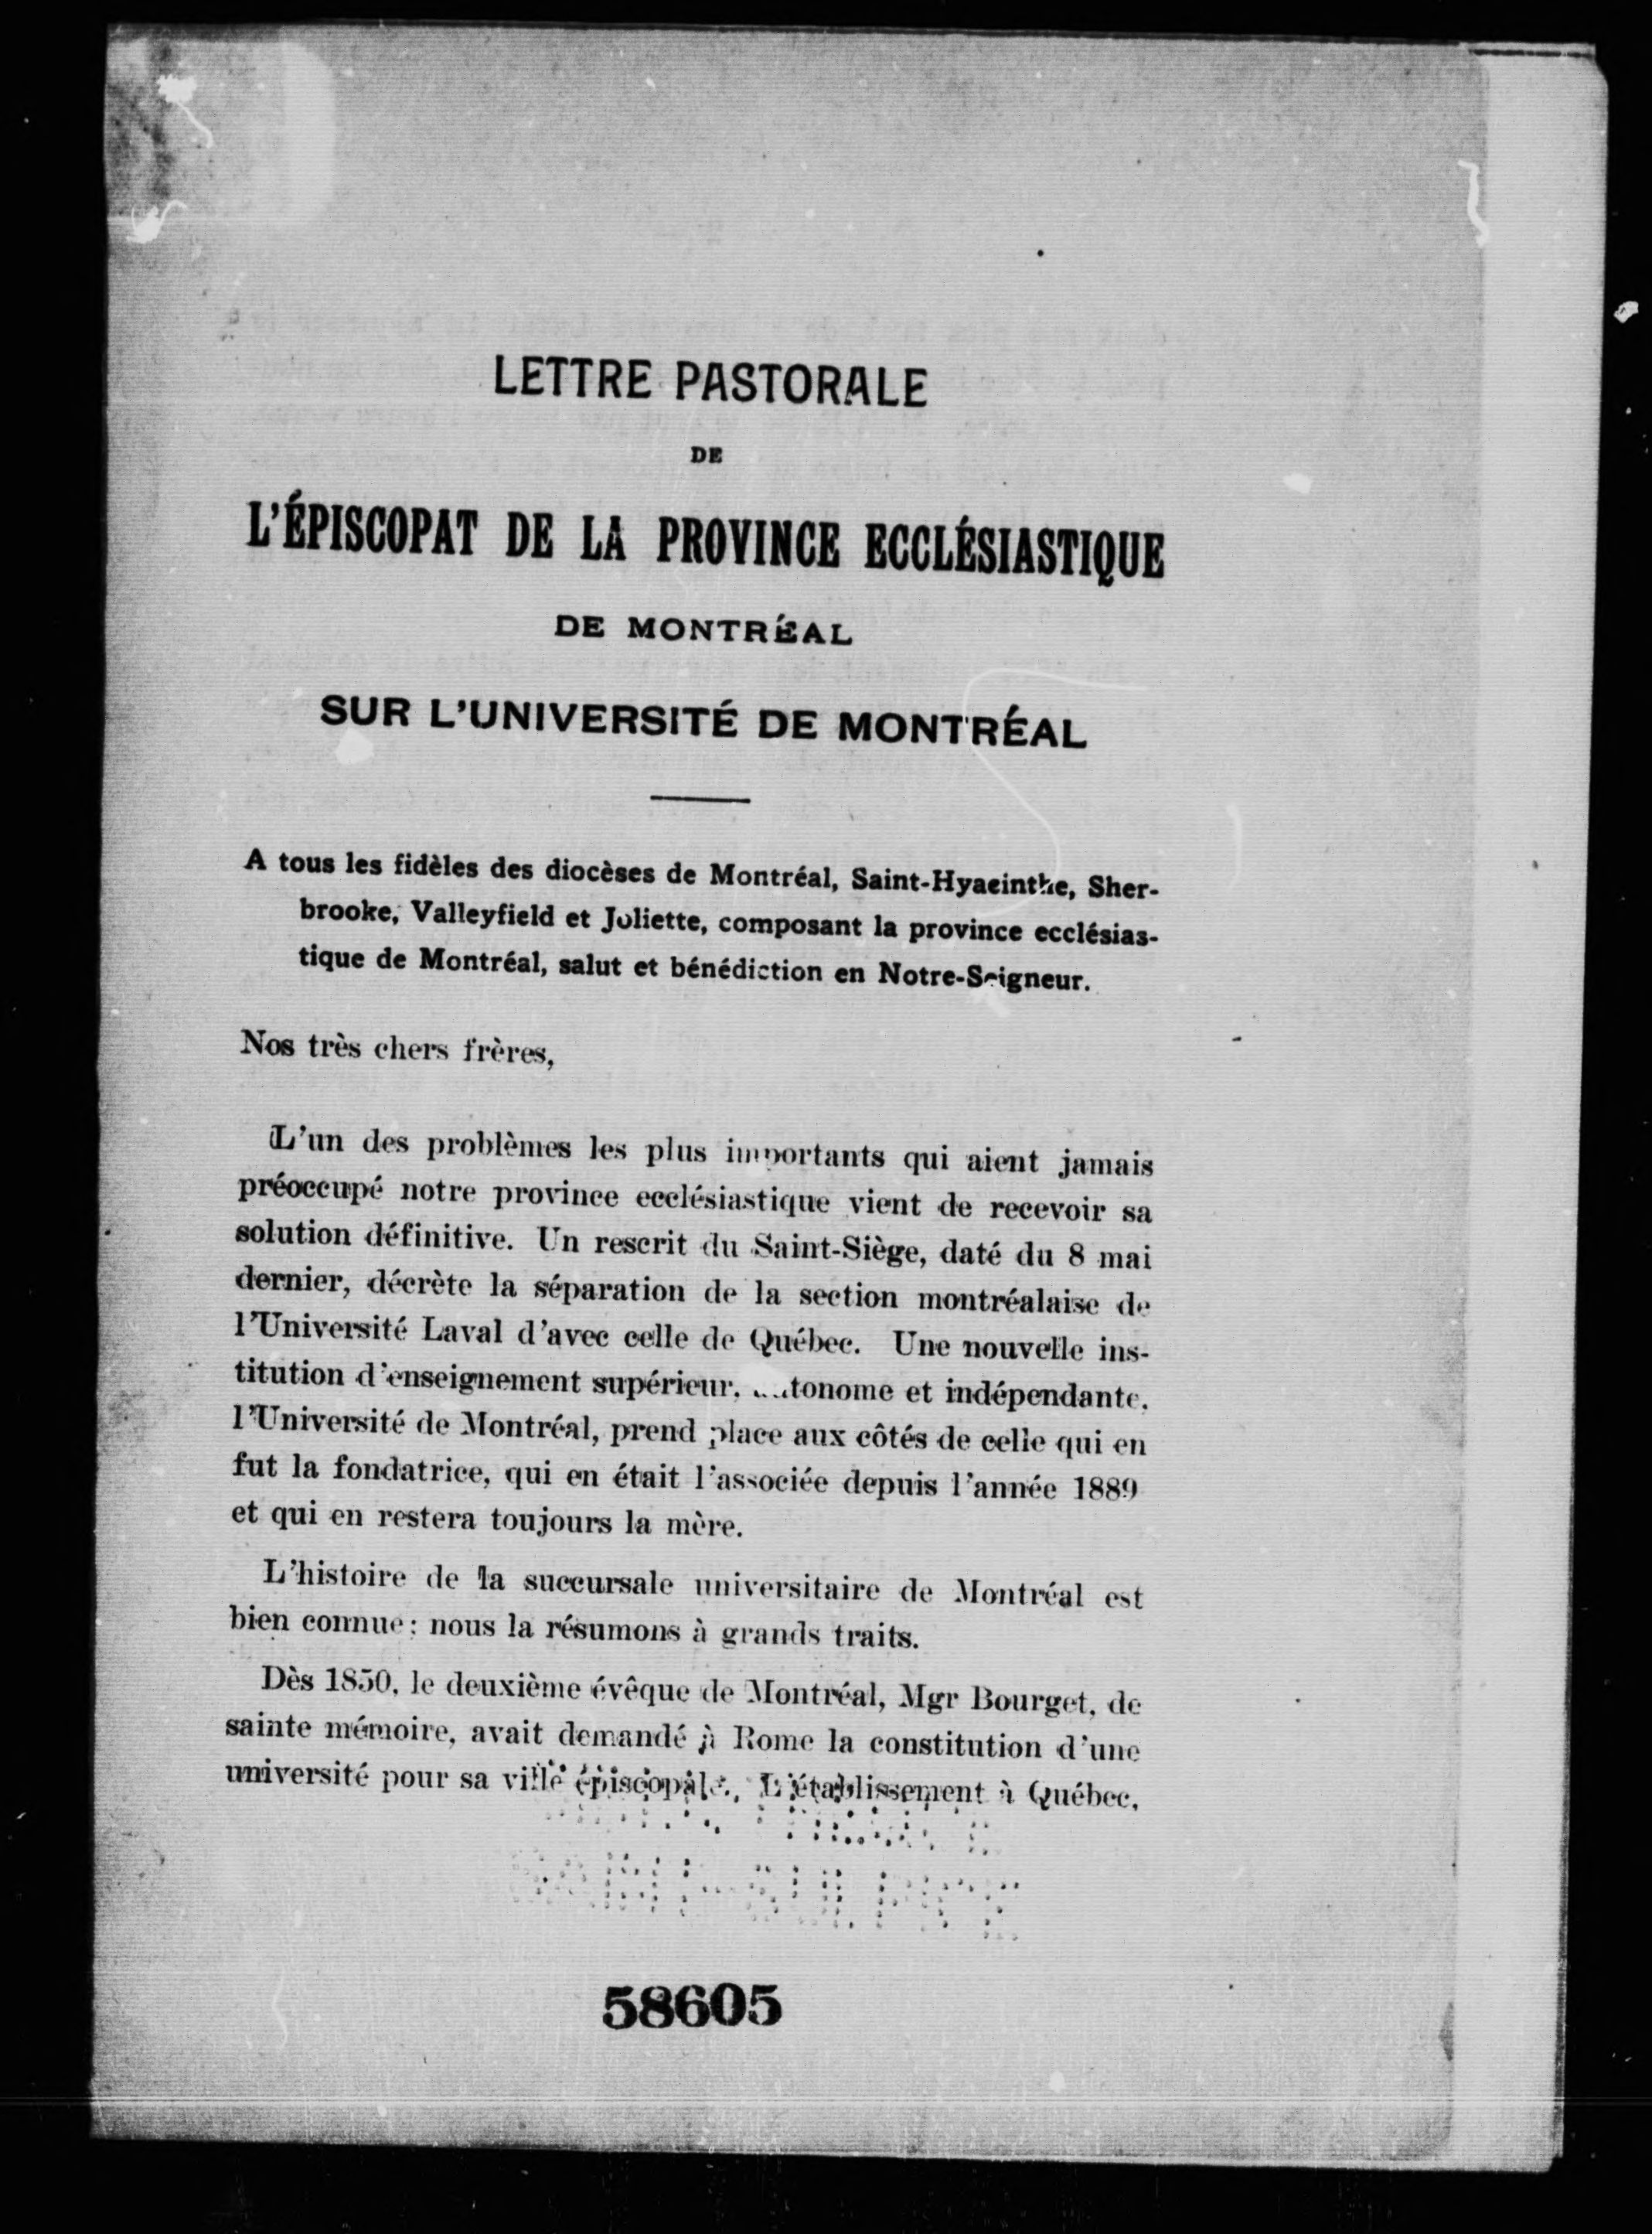 LETTRE PASTORALE
DE
L'ÉPISCOPAT DE LA PROVINCE ECCLÉSIASTIQUE
DE MONTRÉAL
SUR L'UNIVERSITÉ DE MONTRÉAL
A tous les fidèles des diocèses de Montréal, Saint-Hyacinthe, Sher-
brooke, Valleyfield et Joliette, composant la province ecclésias-
tique de Montréal, salut et bénédiction en Notre-Seigneur.
Nos très chers frères,
L'un des problèmes les plus importants qui aient jamais
préoccupé notre province ecclésiastique vient de recevoir sa
solution définitive. Un rescrit du Saint-Siège, daté du 8 mai
dernier, décrète la séparation de la section montréalaise de
l'Université Laval d'avec celle de Québec. Une nouvelle ins-
titution d'enseignement supérieur, autonome et indépendante,
l'Université de Montréal, prend place aux côtés de celle qui en
fut la fondatrice, qui en était l'associée depuis l'année 1889
et qui en restera toujours la mère.
L'histoire de la succursale universitaire de Montréal est
bien connue: nous la résumons à grands traits.
Dès 1850, le deuxième évêque de Montréal, Mgr Bourget, de
sainte mémoire, avait demandé à Rome la constitution d'une
université pour sa ville épiscopale. L'établissement à Québec,
58605